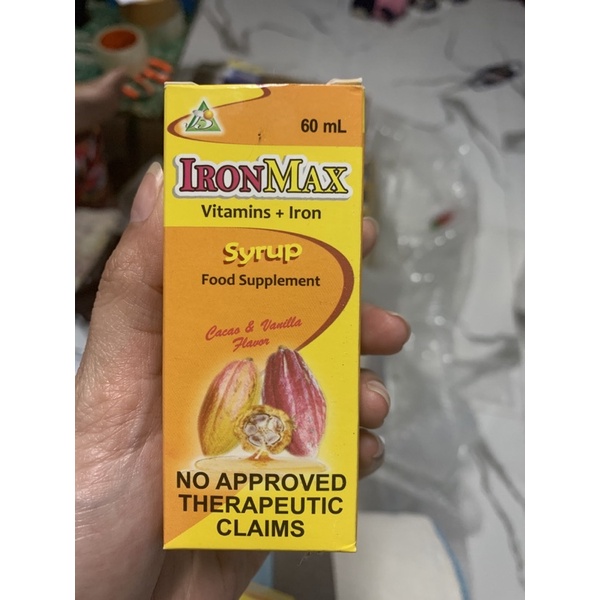 60 mL
IRONMAX
Vitamins + Iron
Syrup
Food Supplement
Cacao & Vanilla
Flavor
NO APPROVED
THERAPEUTIC
CLAIMS